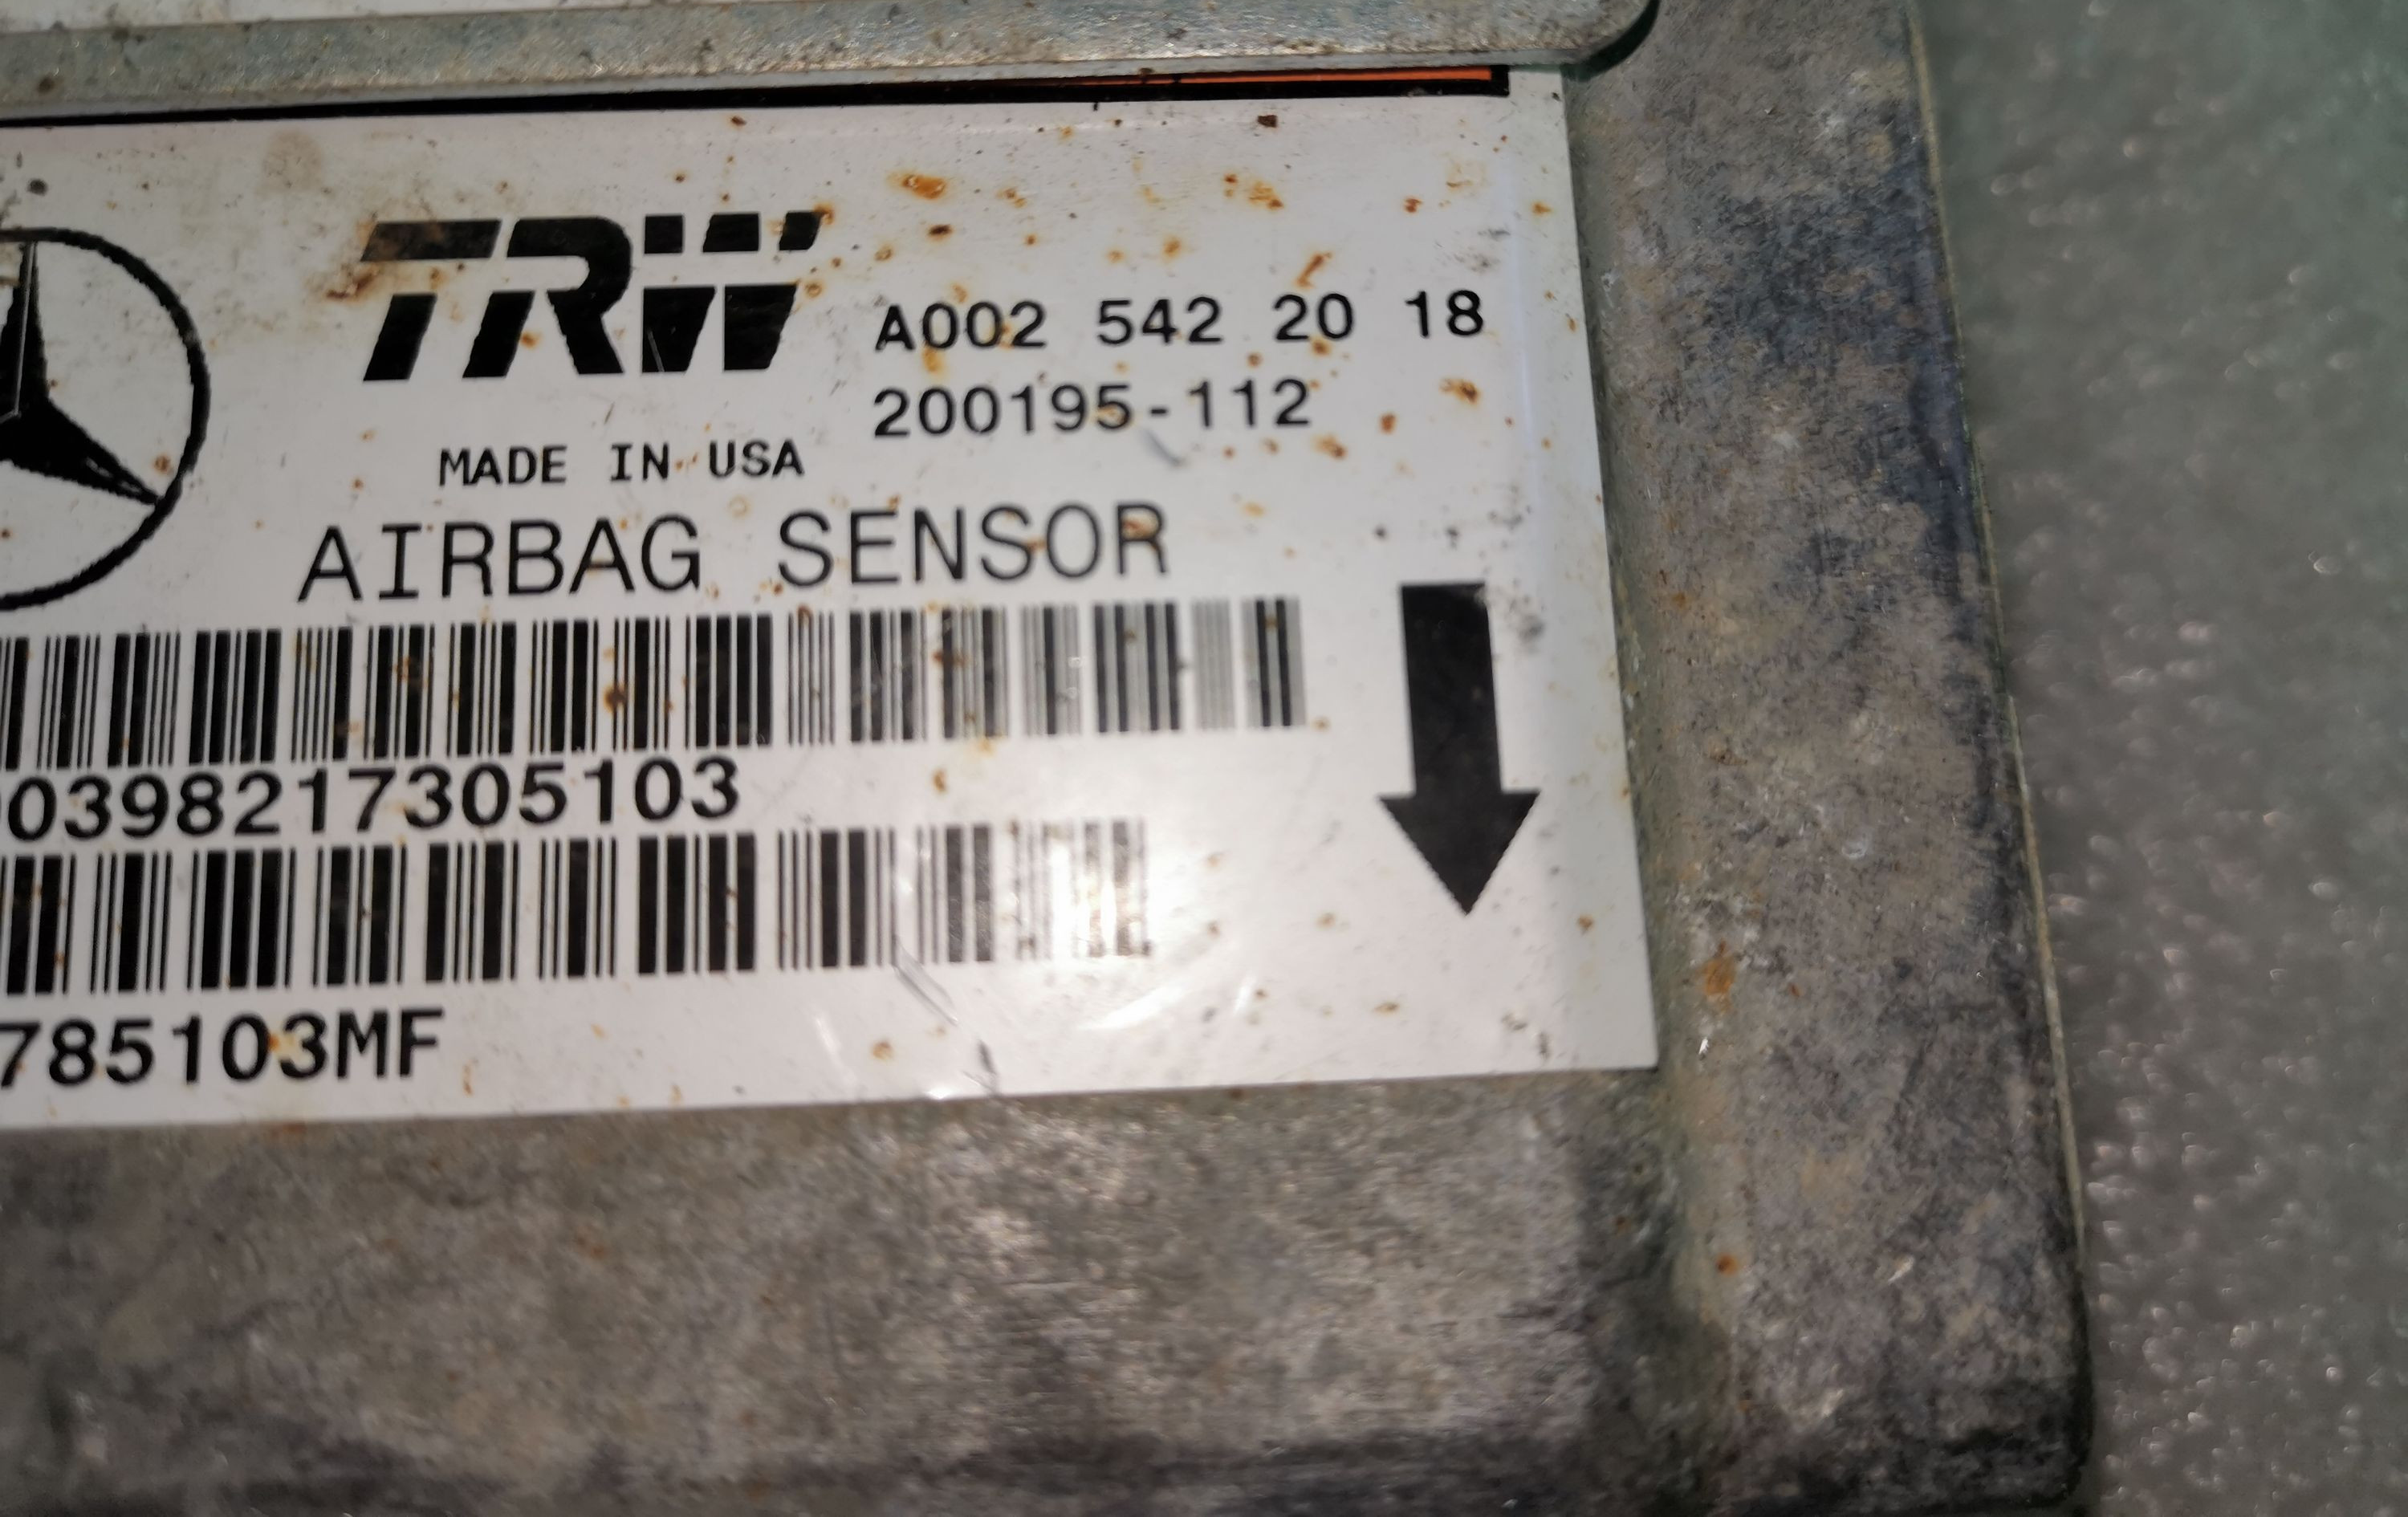 TRW
A002 542 20 18
200195-112
MADE IN USA
AIRBAG SENSOR
0398217305103
785103MF